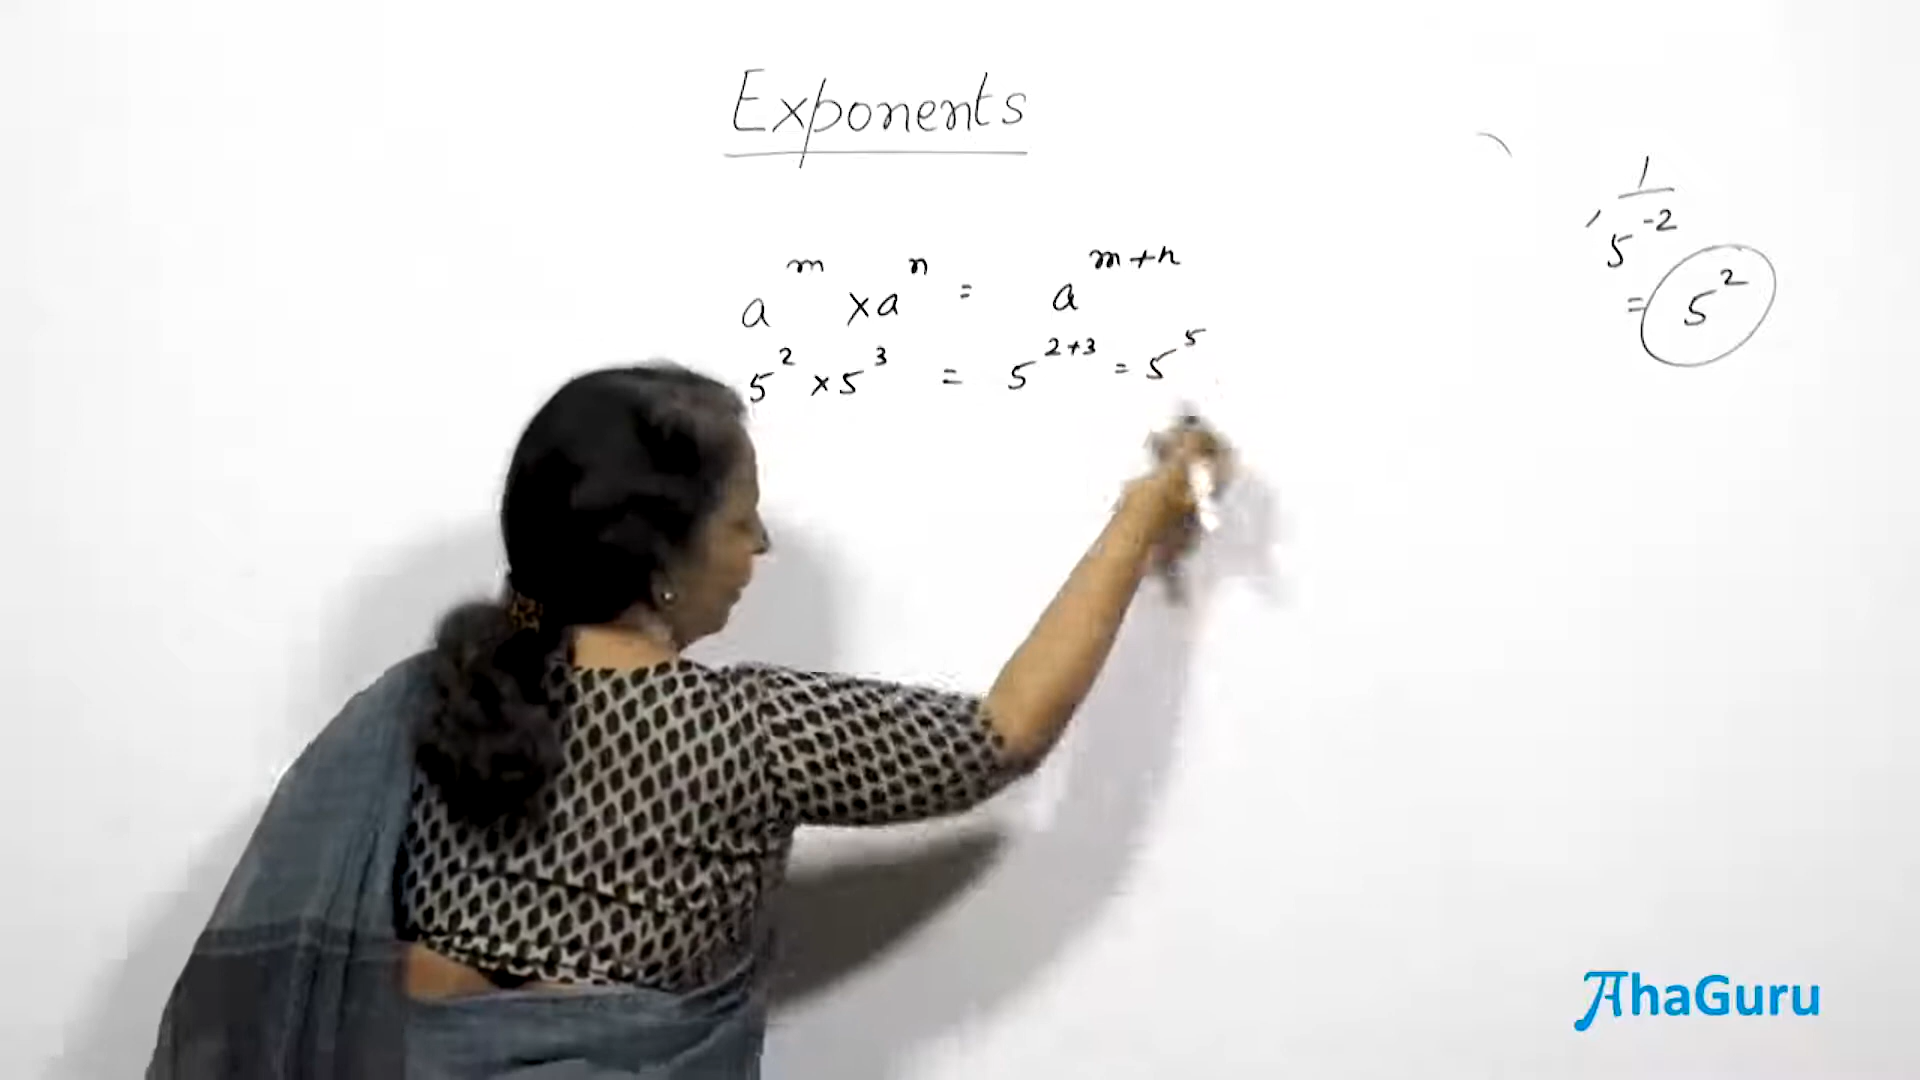 Exponents
a^m × a^n = a^(m+n)
5^2 × 5^3 = 5^(2+3) = 5^5
1/5^-2
= 5^2
AhaGuru